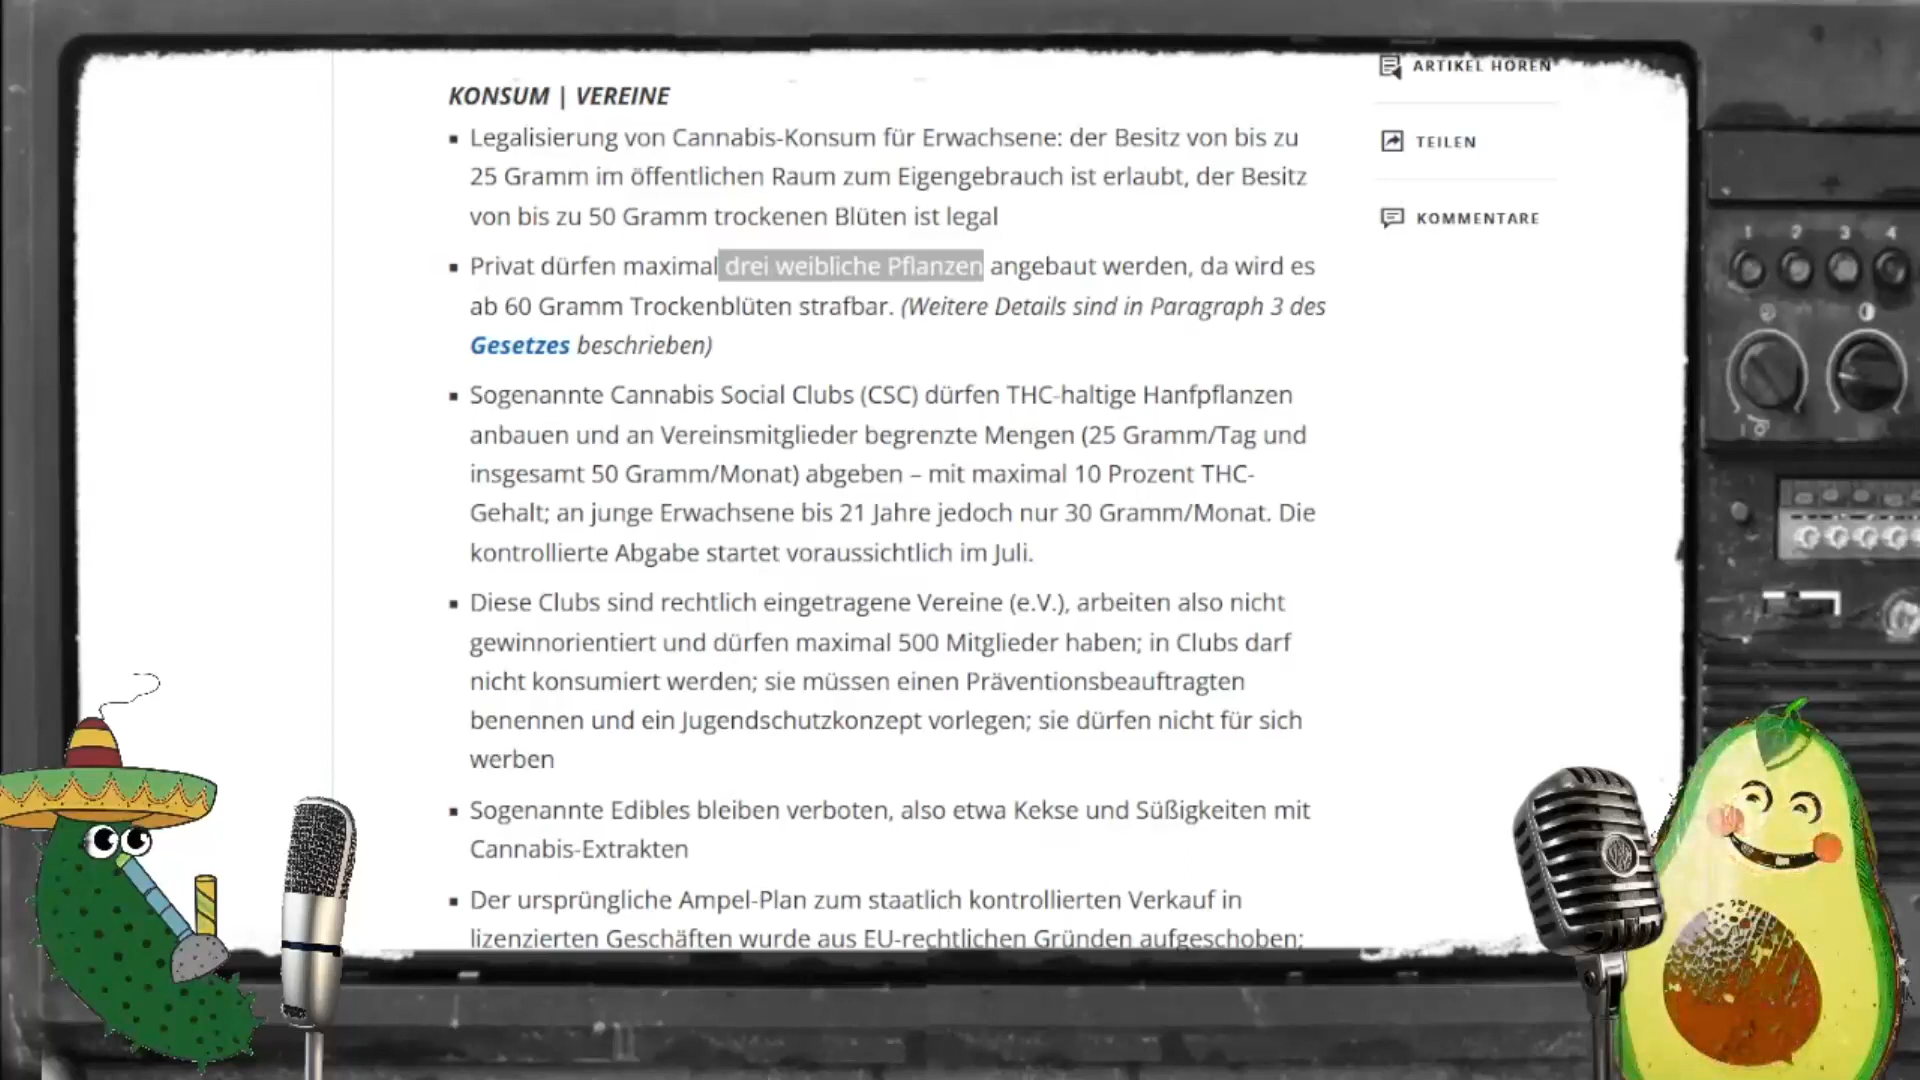 ARTIKEL HÖREN
KONSUM | VEREINE
Legalisierung von Cannabis-Konsum für Erwachsene: der Besitz von bis zu
25 Gramm im öffentlichen Raum zum Eigengebrauch ist erlaubt, der Besitz
von bis zu 50 Gramm trockenen Blüten ist legal
TEILEN
KOMMENTARE
Privat dürfen maximal drei weibliche Pflanzen angebaut werden, da wird es
ab 60 Gramm Trockenblüten strafbar. (Weitere Details sind in Paragraph 3 des
Gesetzes beschrieben)
Sogenannte Cannabis Social Clubs (CSC) dürfen THC-haltige Hanfpflanzen
anbauen und an Vereinsmitglieder begrenzte Mengen (25 Gramm/Tag und
insgesamt 50 Gramm/Monat) abgeben – mit maximal 10 Prozent THC-
Gehalt; an junge Erwachsene bis 21 Jahre jedoch nur 30 Gramm/Monat. Die
kontrollierte Abgabe startet voraussichtlich im Juli.
Diese Clubs sind rechtlich eingetragene Vereine (e.V.), arbeiten also nicht
gewinnorientiert und dürfen maximal 500 Mitglieder haben; in Clubs darf
nicht konsumiert werden; sie müssen einen Präventionsbeauftragten
benennen und ein Jugendschutzkonzept vorlegen; sie dürfen nicht für sich
werben
Sogenannte Edibles bleiben verboten, also etwa Kekse und Süßigkeiten mit
Cannabis-Extrakten
Der ursprüngliche Ampel-Plan zum staatlich kontrollierten Verkauf in
lizenzierten Geschäften wurde aus EU-rechtlichen Gründen aufgeschoben;
1 2 3 4